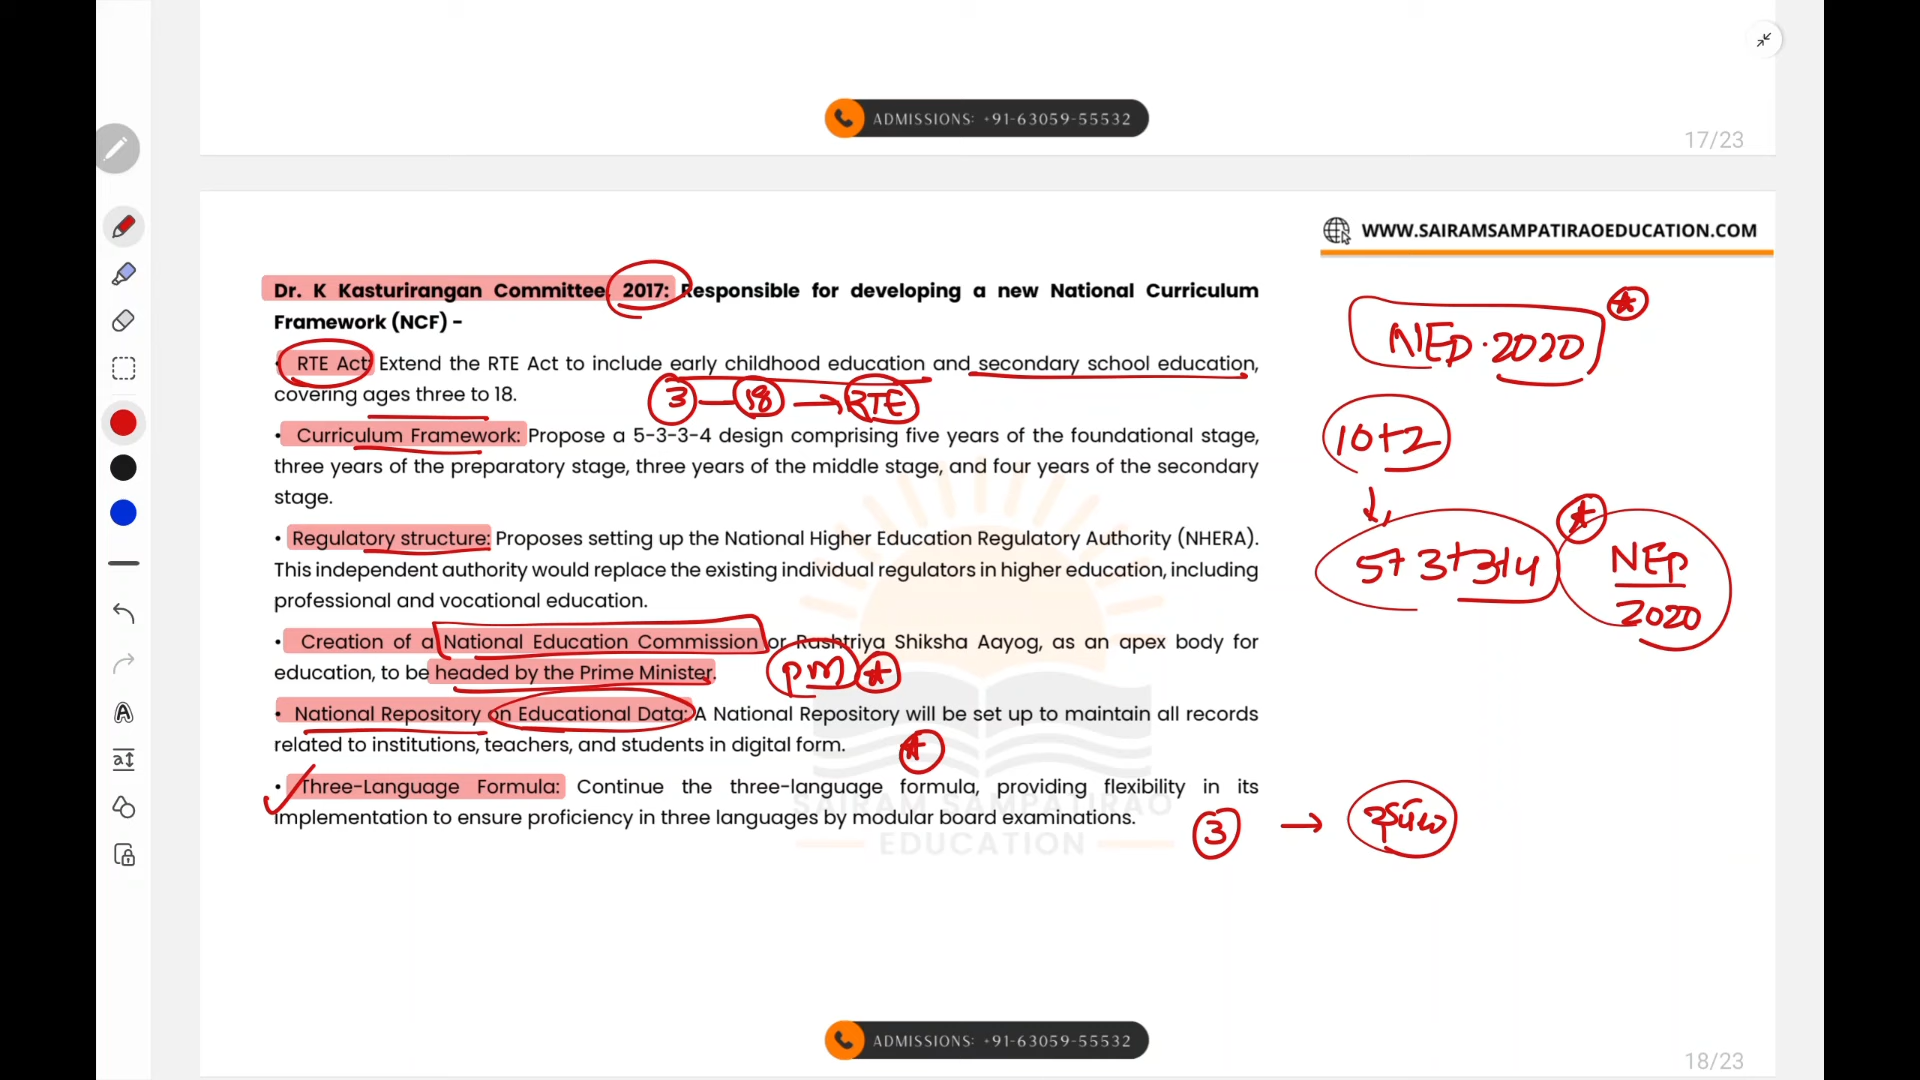 ADMISSIONS: +91-63059-55532
17/23
WWW.SAIRAMSAMPATIRAOEDUCATION.COM
Dr. K Kasturirangan Committee, 2017: Responsible for developing a new National Curriculum
Framework (NCF) -
NEP-2020
• RTE Act: Extend the RTE Act to include early childhood education and secondary school education,
covering ages three to 18.
3 — 18 → RTE
10+2
• Curriculum Framework: Propose a 5-3-3-4 design comprising five years of the foundational stage,
three years of the preparatory stage, three years of the middle stage, and four years of the secondary
stage.
• Regulatory structure: Proposes setting up the National Higher Education Regulatory Authority (NHERA).
This independent authority would replace the existing individual regulators in higher education, including
professional and vocational education.
5+3+3+4
NEP
2020
• Creation of a National Education Commission or Rashtriya Shiksha Aayog, as an apex body for
education, to be headed by the Prime Minister.
pm
• National Repository on Educational Data: A National Repository will be set up to maintain all records
related to institutions, teachers, and students in digital form.
• Three-Language Formula: Continue the three-language formula, providing flexibility in its
implementation to ensure proficiency in three languages by modular board examinations.
3 →
SAIRAM SAMPATIRAO
EDUCATION
ADMISSIONS: +91-63059-55532
18/23